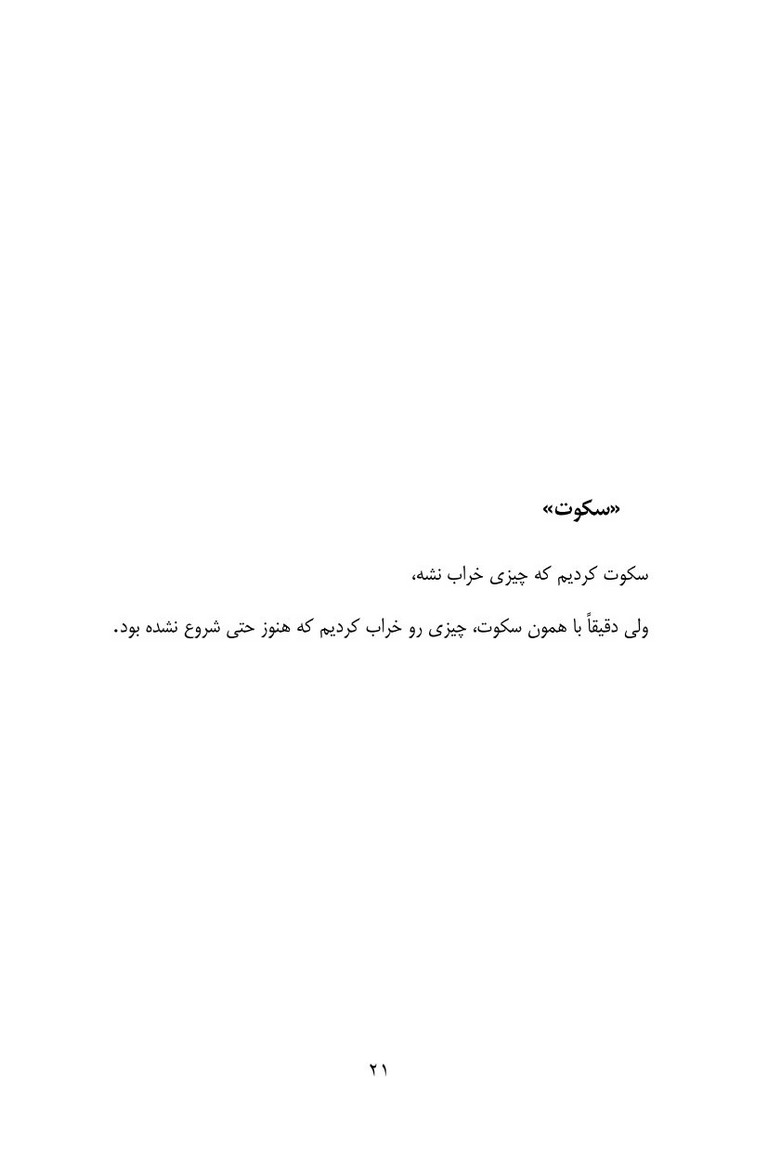 «سکوت»
سکوت کردیم که چیزی خراب نشه،
ولی دقیقاً با همون سکوت، چیزی رو خراب کردیم که هنوز حتی شروع نشده بود.
۲۱